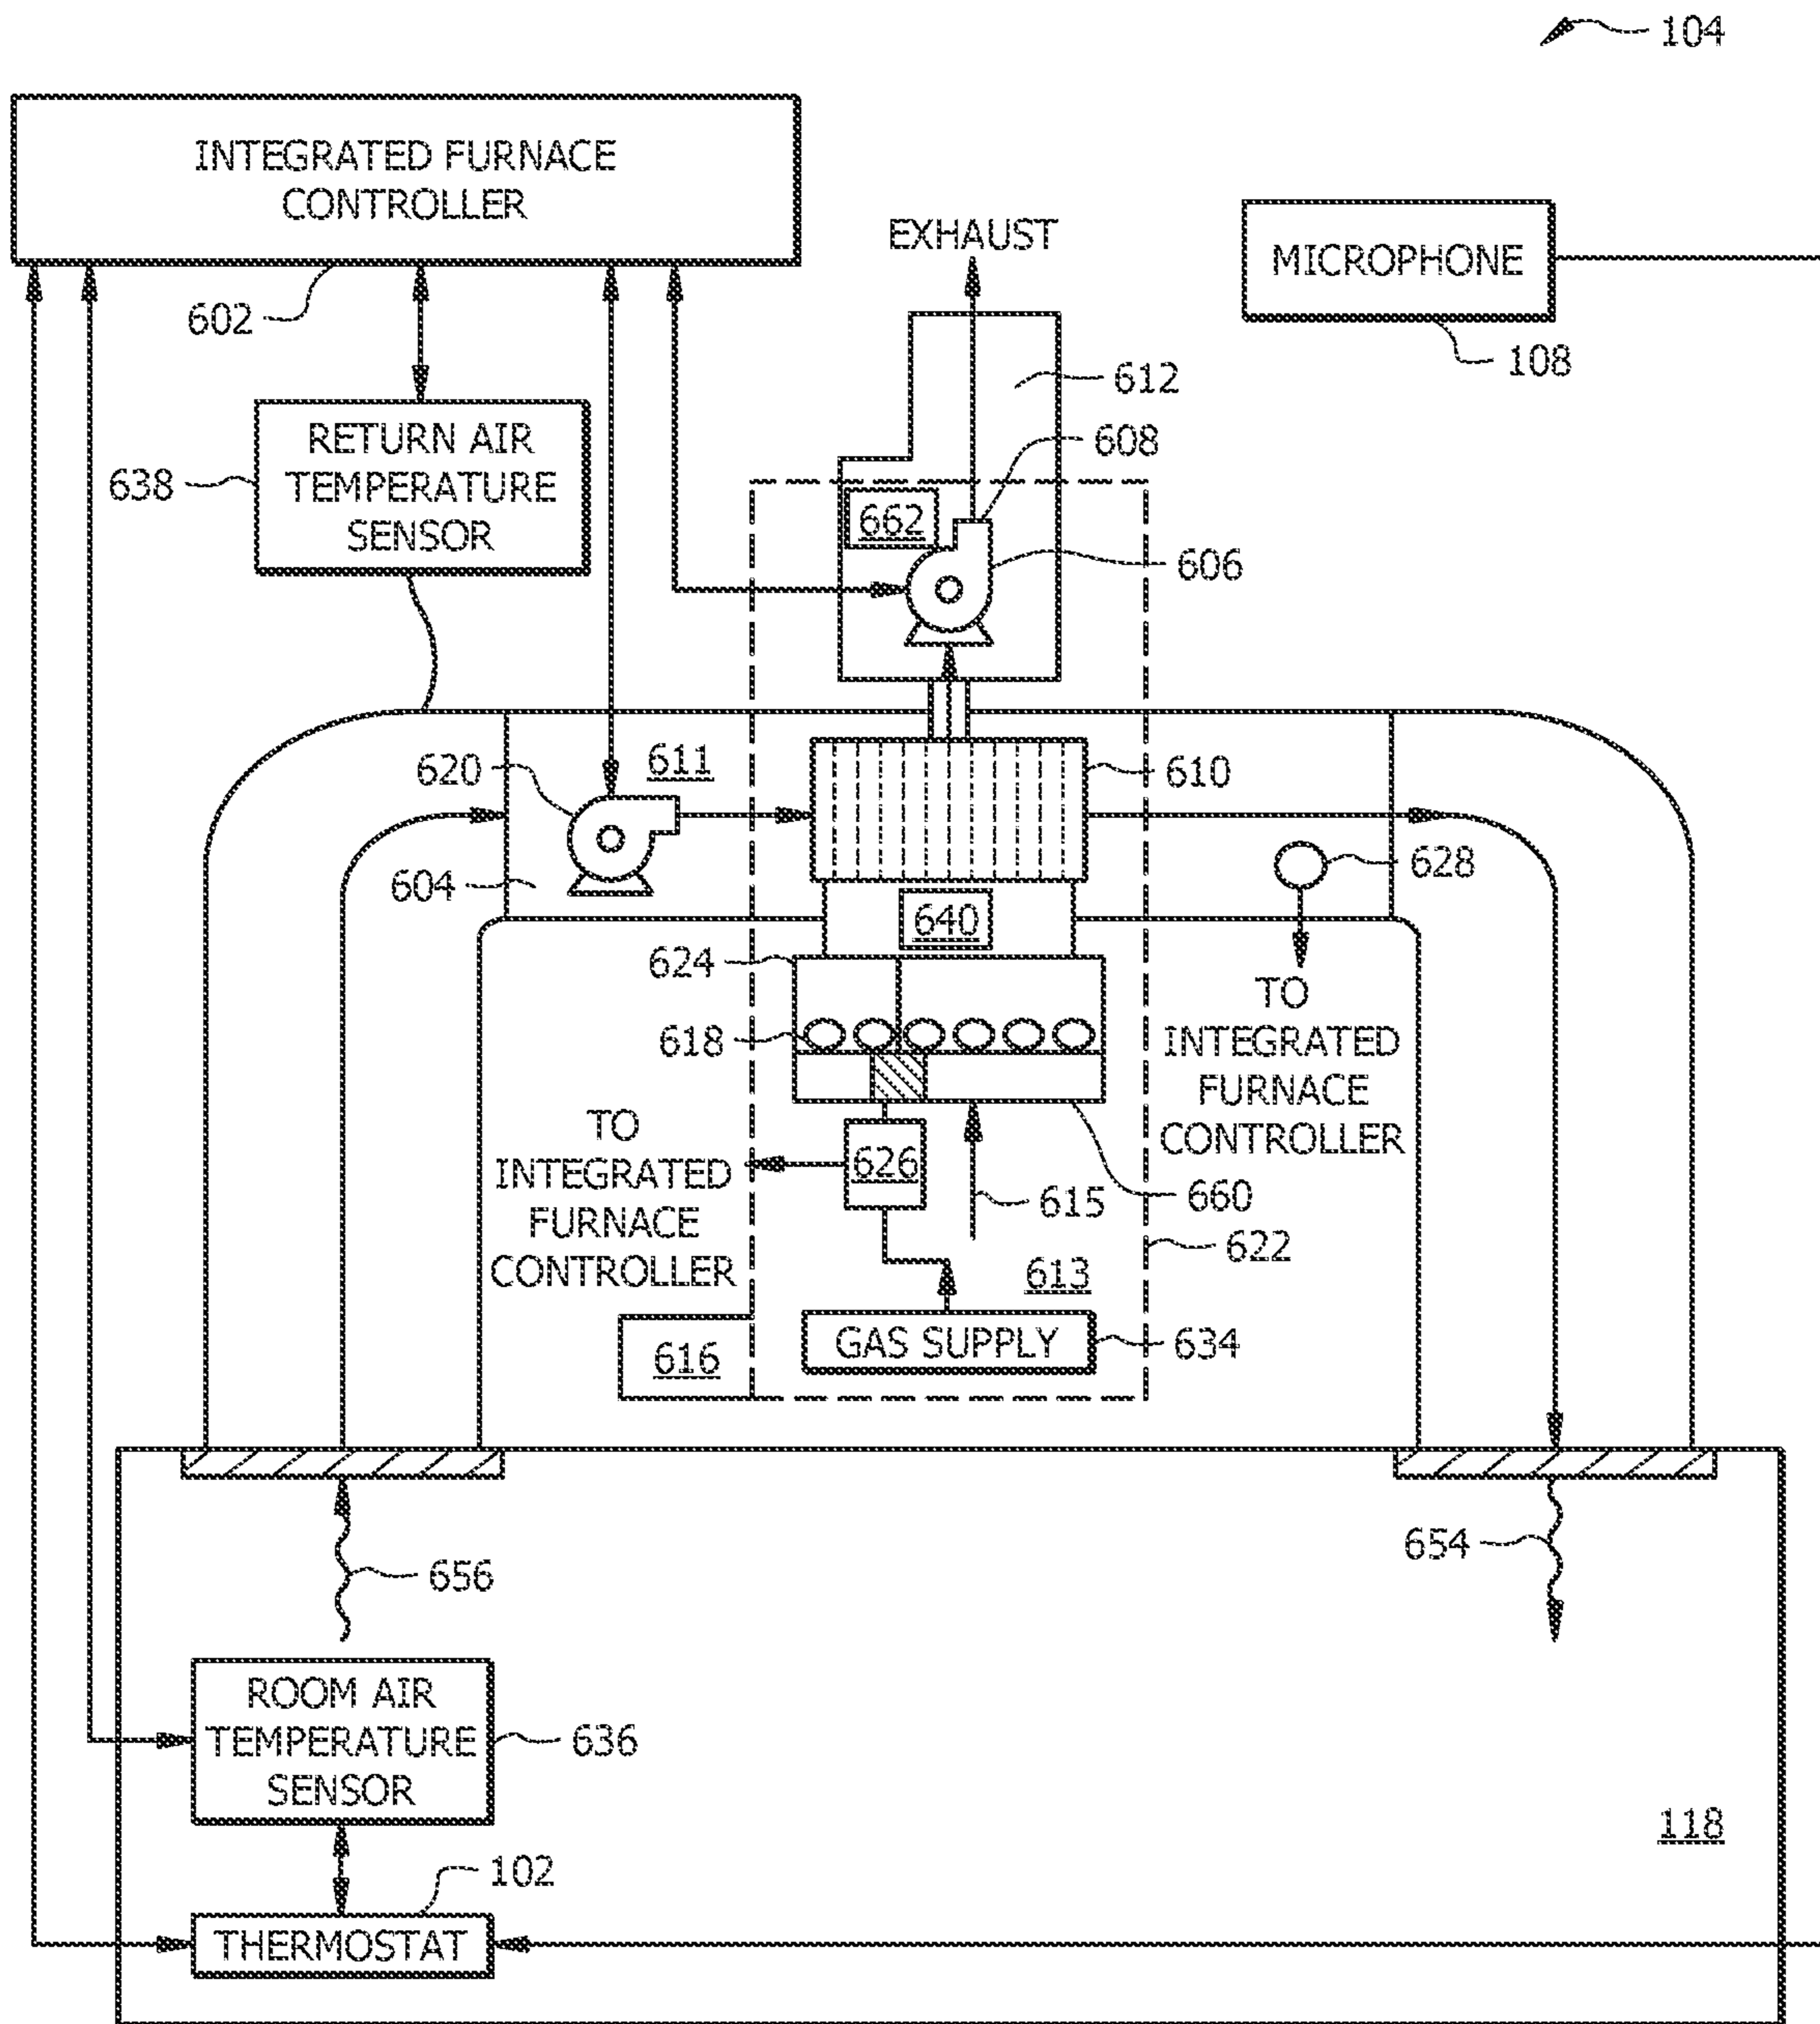 104
INTEGRATED FURNACE
CONTROLLER
602
EXHAUST
MICROPHONE
108
612
608
RETURN AIR
TEMPERATURE
SENSOR
638
662
606
620
611
610
604
628
640
624
618
TO
INTEGRATED
FURNACE
CONTROLLER
TO
INTEGRATED
FURNACE
CONTROLLER
626
615
660
622
613
616
GAS SUPPLY
634
656
654
ROOM AIR
TEMPERATURE
SENSOR
636
118
102
THERMOSTAT